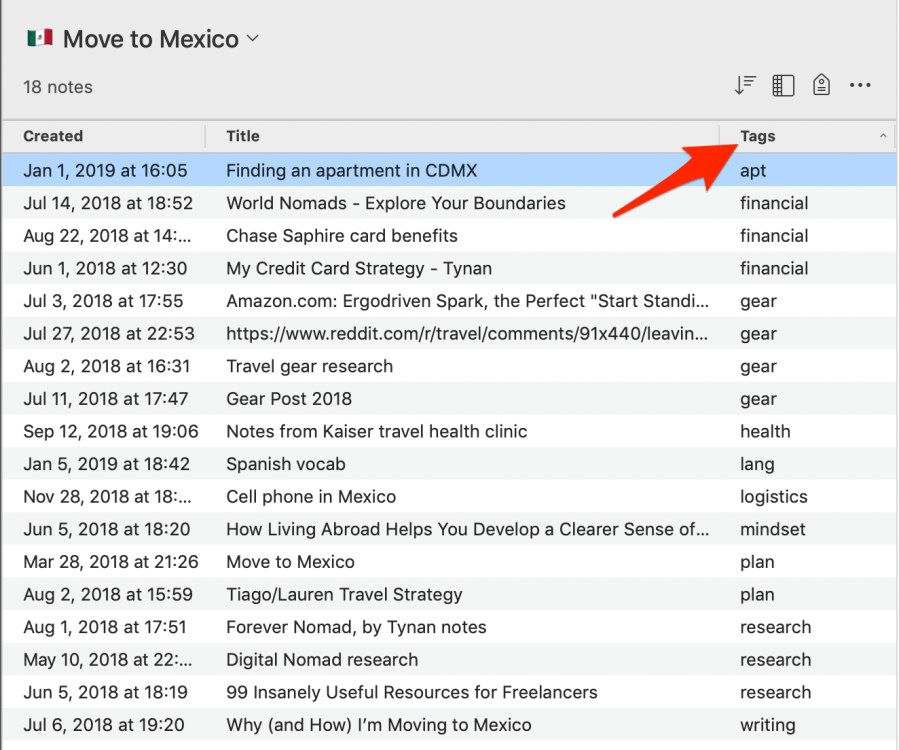 🇲🇽 Move to Mexico
18 notes
Created Title Tags
Jan 1, 2019 at 16:05 Finding an apartment in CDMX apt
Jul 14, 2018 at 18:52 World Nomads - Explore Your Boundaries financial
Aug 22, 2018 at 14:... Chase Saphire card benefits financial
Jun 1, 2018 at 12:30 My Credit Card Strategy - Tynan financial
Jul 3, 2018 at 17:55 Amazon.com: Ergodriven Spark, the Perfect "Start Standi... gear
Jul 27, 2018 at 22:53 https://www.reddit.com/r/travel/comments/91x440/leavin... gear
Aug 2, 2018 at 16:31 Travel gear research gear
Jul 11, 2018 at 17:47 Gear Post 2018 gear
Sep 12, 2018 at 19:06 Notes from Kaiser travel health clinic health
Jan 5, 2019 at 18:42 Spanish vocab lang
Nov 28, 2018 at 18:... Cell phone in Mexico logistics
Jun 5, 2018 at 18:20 How Living Abroad Helps You Develop a Clearer Sense of... mindset
Mar 28, 2018 at 21:26 Move to Mexico plan
Aug 2, 2018 at 15:59 Tiago/Lauren Travel Strategy plan
Aug 1, 2018 at 17:51 Forever Nomad, by Tynan notes research
May 10, 2018 at 22:... Digital Nomad research research
Jun 5, 2018 at 18:19 99 Insanely Useful Resources for Freelancers research
Jul 6, 2018 at 19:20 Why (and How) I’m Moving to Mexico writing